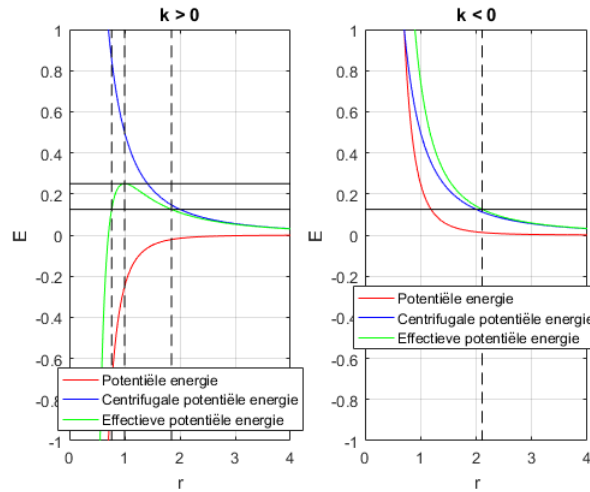 k > 0
1
0.8
0.6
0.4
0.2
0
-0.2
-0.4
-0.6
-0.8
-1
E
0 1 2 3 4
r
Potentiële energie
Centrifugale potentiële energie
Effectieve potentiële energie
k < 0
1
0.8
0.6
0.4
0.2
0
-0.2
-0.4
-0.6
-0.8
-1
E
0 1 2 3 4
r
Potentiële energie
Centrifugale potentiële energie
Effectieve potentiële energie